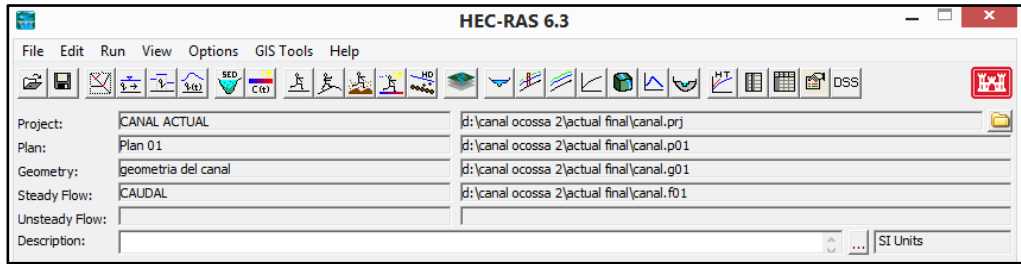 HEC-RAS 6.3
File Edit Run View Options GIS Tools Help
SED C(t) HD HT DSS
Project: CANAL ACTUAL d:\canal ocossa 2\actual final\canal.prj
Plan: Plan 01 d:\canal ocossa 2\actual final\canal.p01
Geometry: geometria del canal d:\canal ocossa 2\actual final\canal.g01
Steady Flow: CAUDAL d:\canal ocossa 2\actual final\canal.f01
Unsteady Flow:
Description: ... SI Units